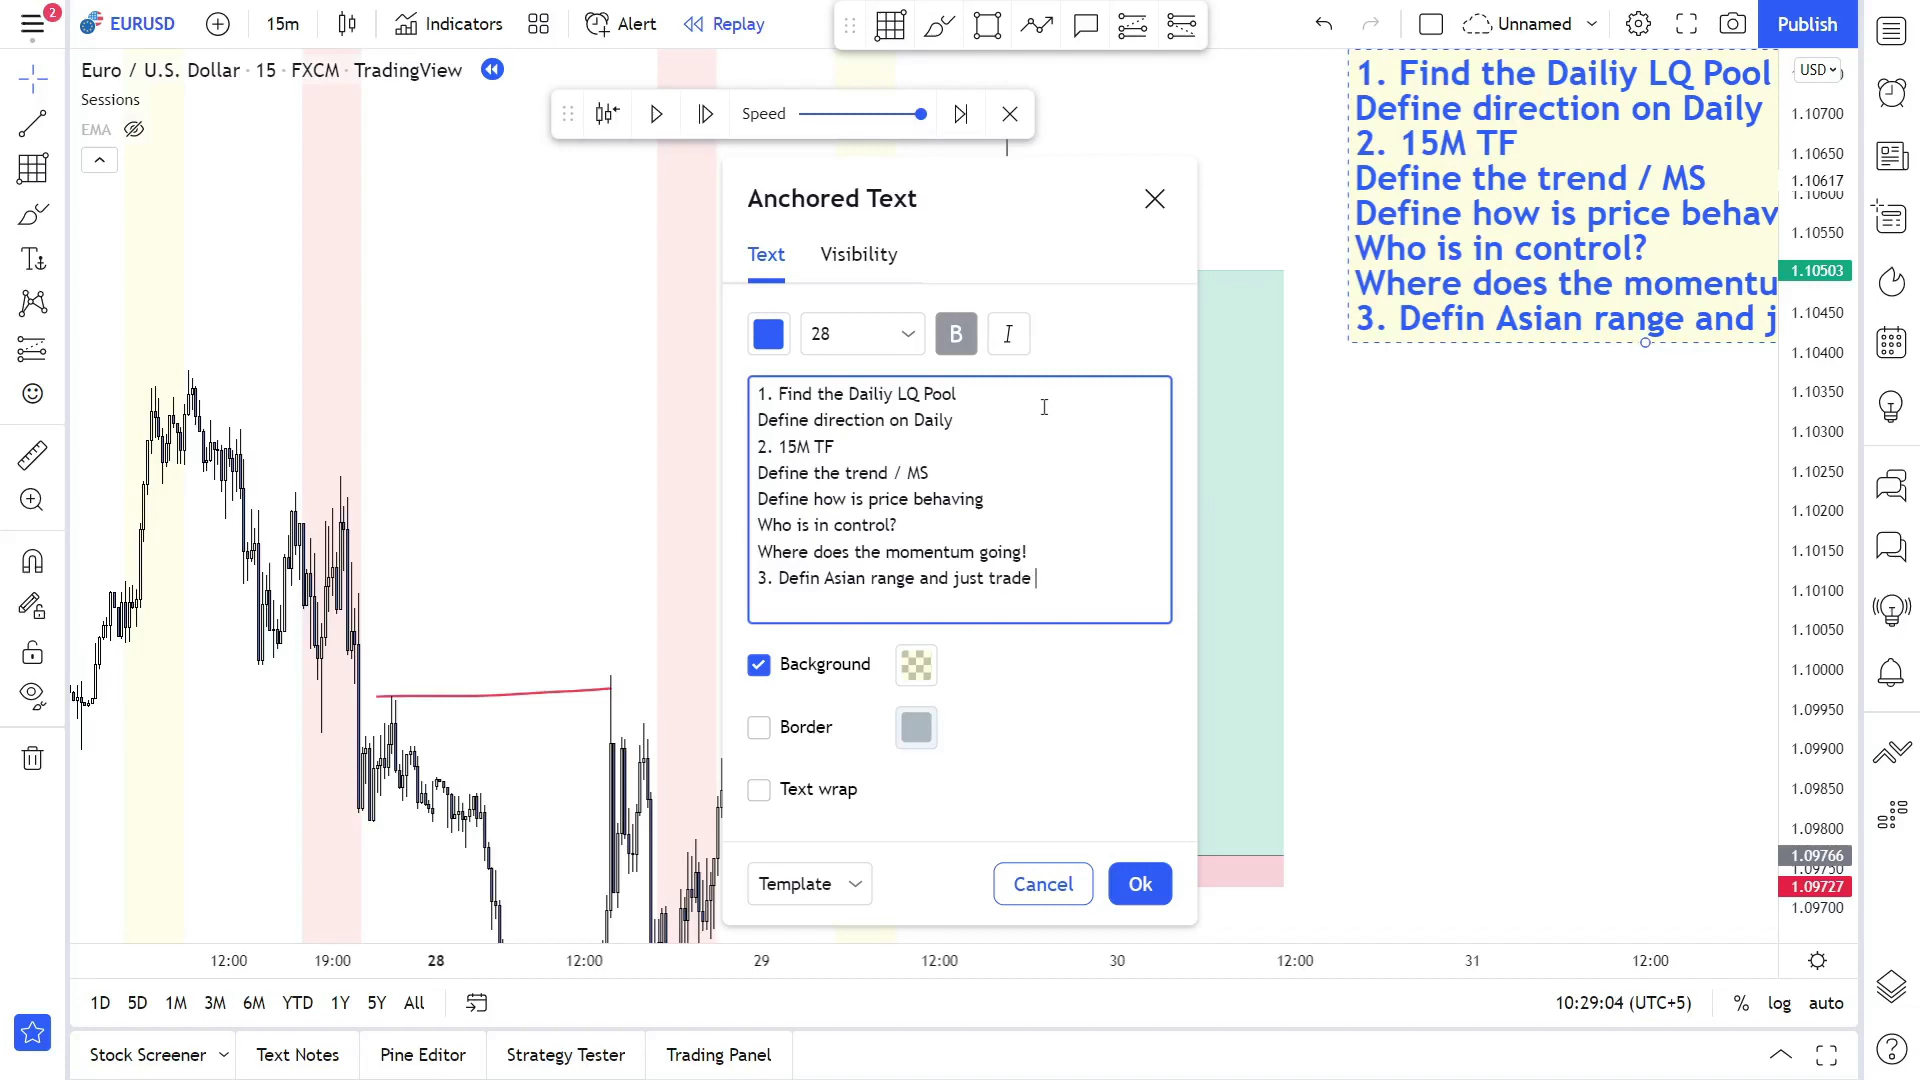 2
EURUSD
15m
Indicators
Alert
Replay
Unnamed
Publish
Euro / U.S. Dollar · 15 · FXCM · TradingView
Sessions
EMA
Speed
1. Find the Dailiy LQ Pool
Define direction on Daily
2. 15M TF
Define the trend / MS
Define how is price behav
Who is in control?
Where does the momentu
3. Defin Asian range and j
USD
1.10700
1.10650
1.10617
1.10600
1.10550
1.10503
1.10450
1.10400
1.10350
1.10300
1.10250
1.10200
1.10150
1.10100
1.10050
1.10000
1.09950
1.09900
1.09850
1.09800
1.09766
1.09750
1.09727
1.09700
Anchored Text
Text
Visibility
28
B
I
1. Find the Dailiy LQ Pool
Define direction on Daily
2. 15M TF
Define the trend / MS
Define how is price behaving
Who is in control?
Where does the momentum going!
3. Defin Asian range and just trade
Background
Border
Text wrap
Template
Cancel
Ok
12:00
19:00
28
12:00
29
12:00
30
12:00
31
12:00
1D
5D
1M
3M
6M
YTD
1Y
5Y
All
10:29:04 (UTC+5)
%
log
auto
Stock Screener
Text Notes
Pine Editor
Strategy Tester
Trading Panel